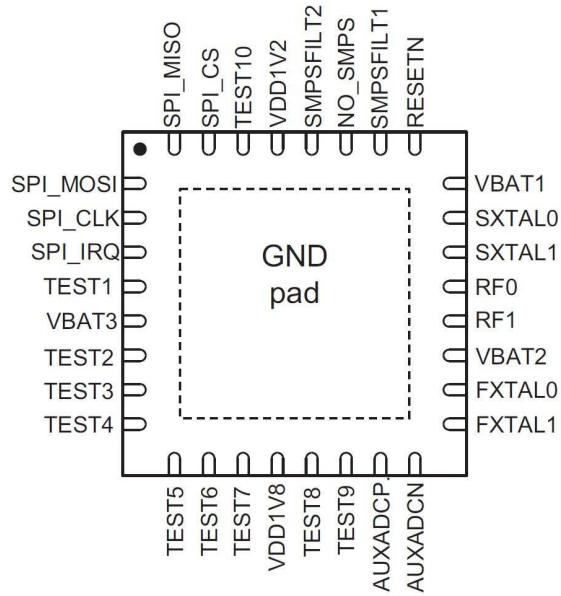 SPI_MISO
SPI_CS
TEST10
VDD1V2
SMPSFILT2
NO_SMPS
SMPSFILT1
RESETN
SPI_MOSI
SPI_CLK
SPI_IRQ
TEST1
VBAT3
TEST2
TEST3
TEST4
GND
pad
VBAT1
SXTAL0
SXTAL1
RF0
RF1
VBAT2
FXTAL0
FXTAL1
TEST5
TEST6
TEST7
VDD1V8
TEST8
TEST9
AUXADCP
AUXADCN